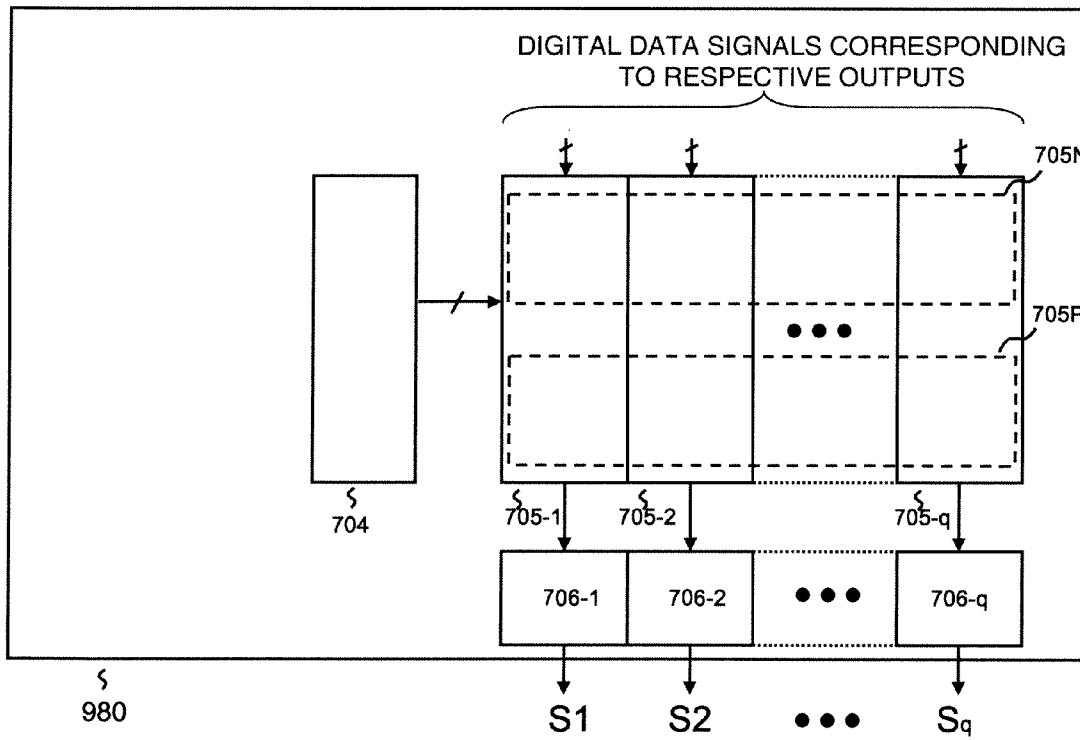 DIGITAL DATA SIGNALS CORRESPONDING
TO RESPECTIVE OUTPUTS
705N
705P
704
705-1
705-2
705-q
706-1
706-2
706-q
980
S1
S2
Sq